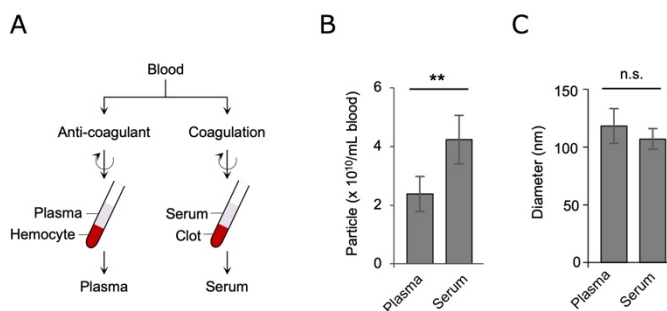 A
Blood
Anti-coagulant Coagulation
Plasma
Hemocyte
Serum
Clot
Plasma Serum
B
Particle (x 10¹⁰/mL blood)
6
4
2
0
**
Plasma
Serum
C
Diameter (nm)
150
100
50
0
n.s.
Plasma
Serum